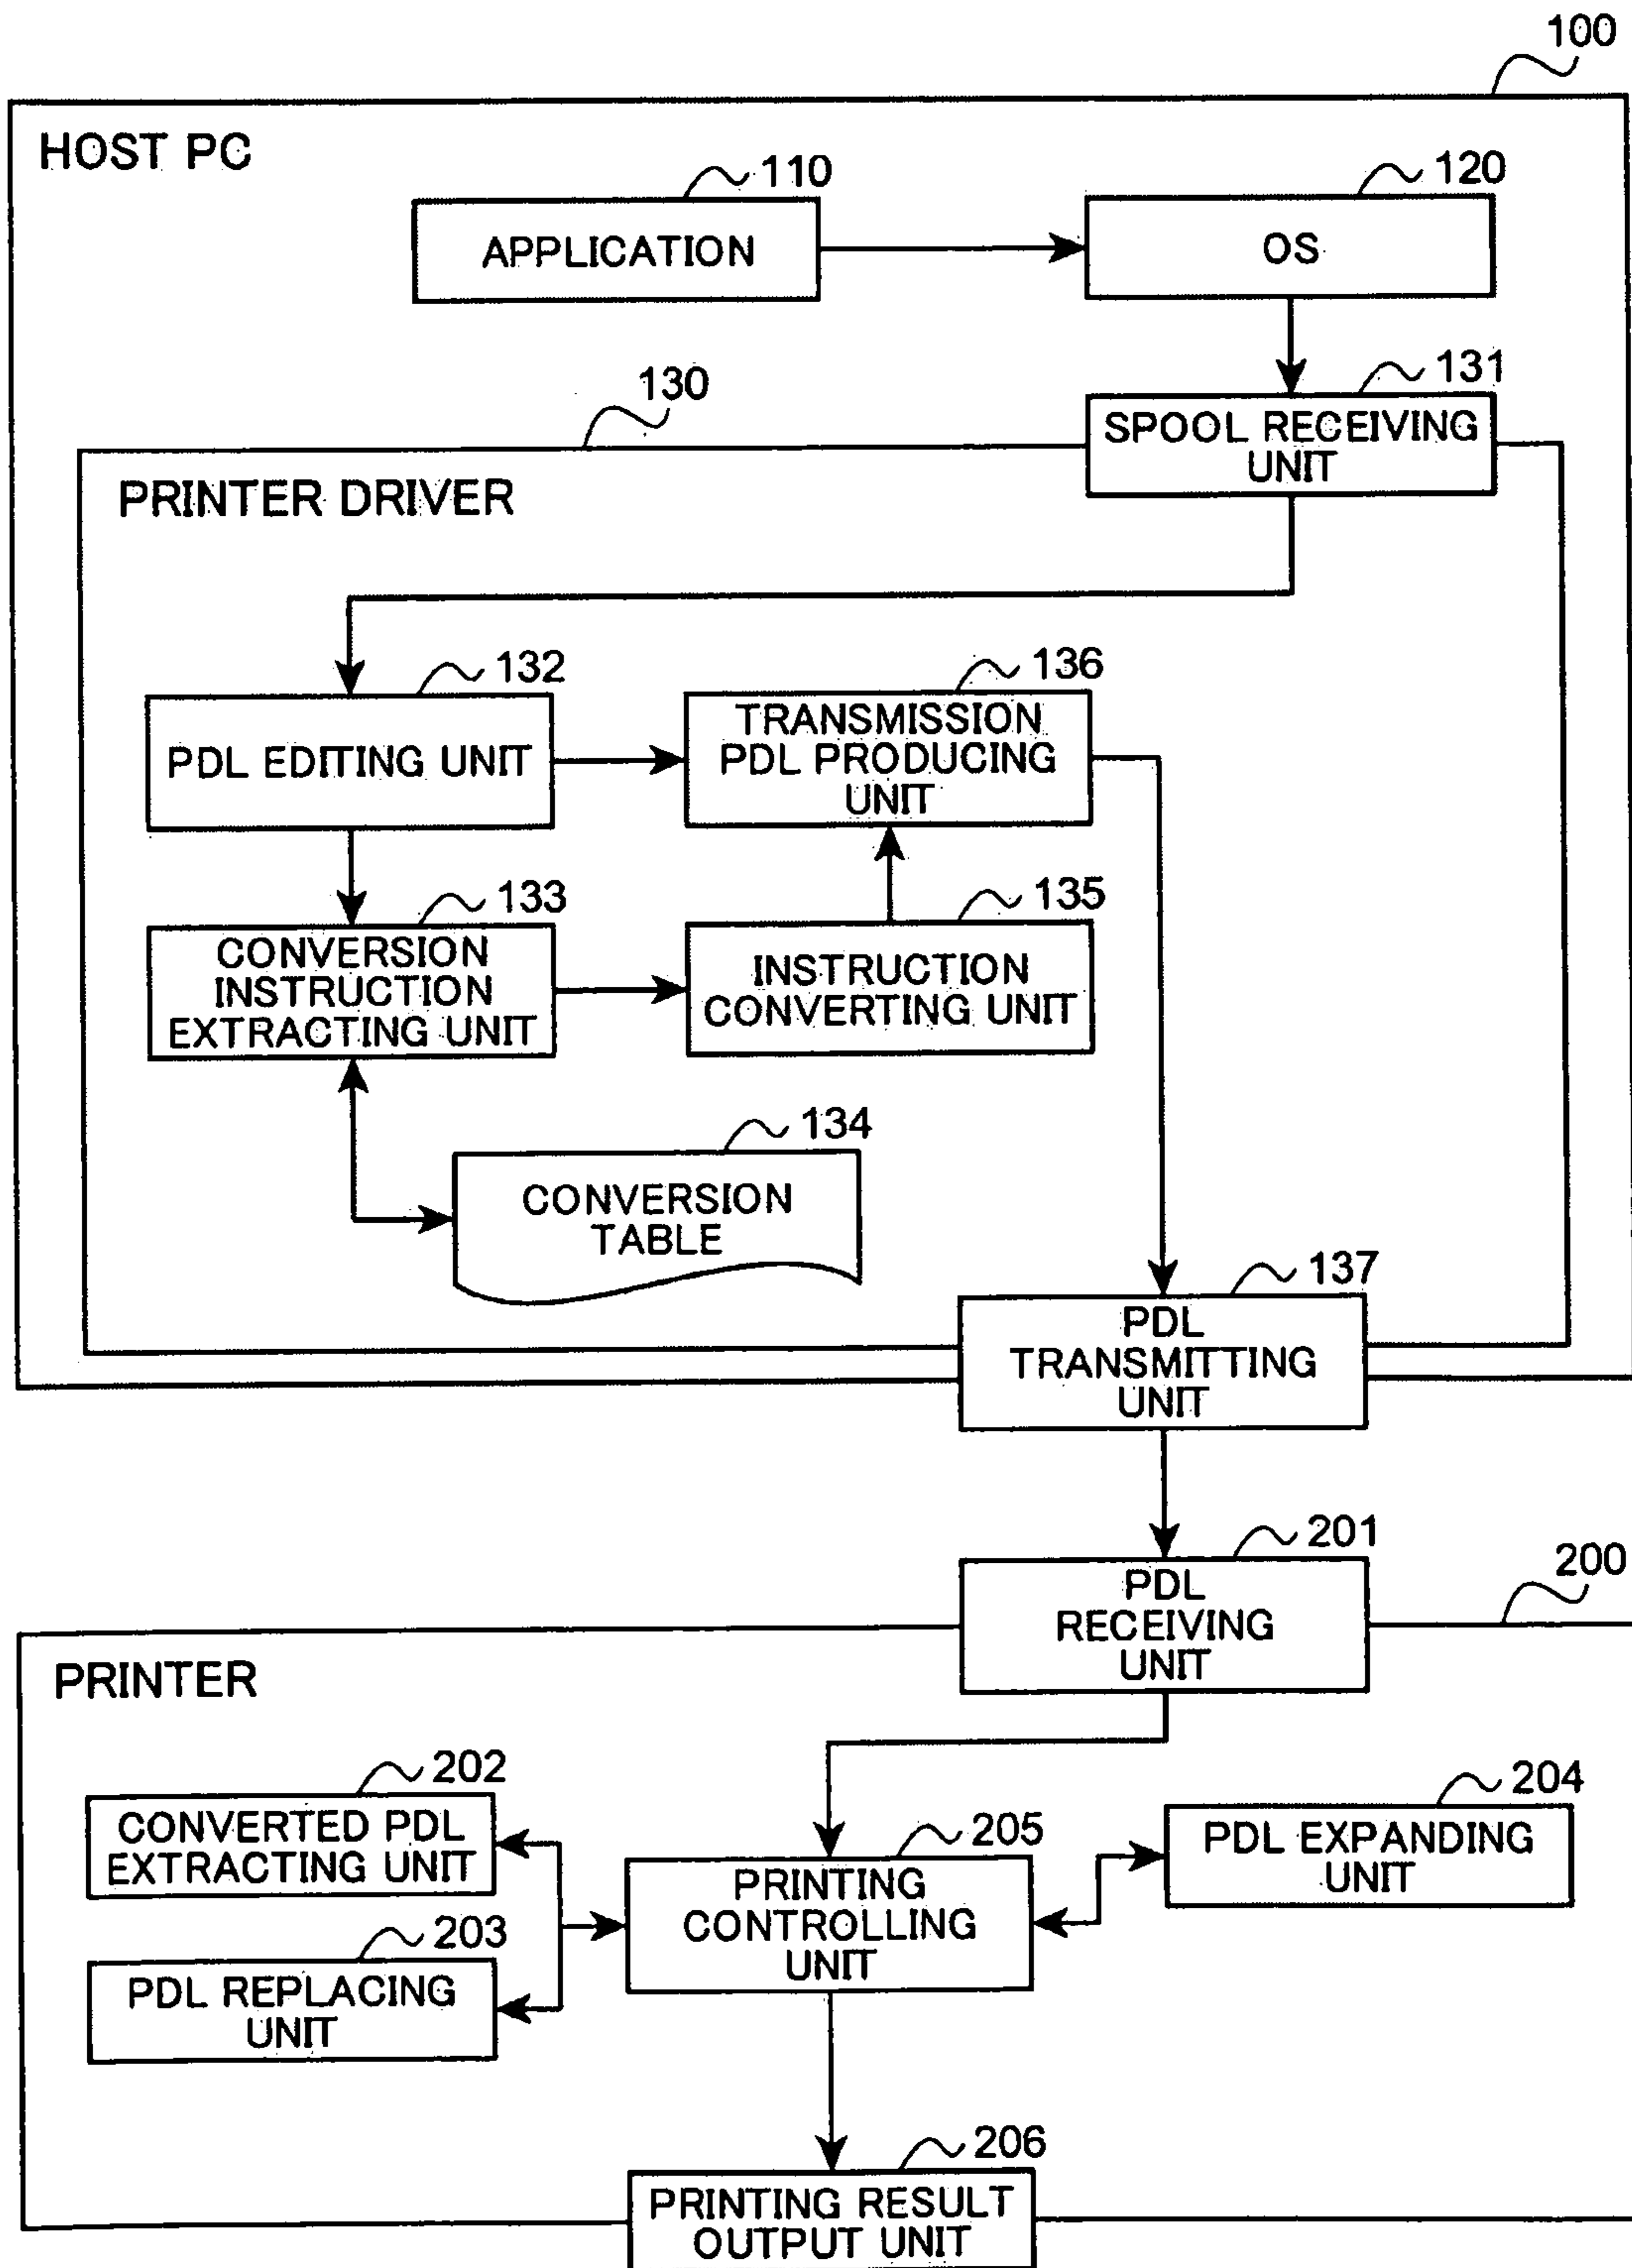 100
HOST PC
110
120
APPLICATION
OS
130
131
SPOOL RECEIVING
UNIT
PRINTER DRIVER
132
136
PDL EDITING UNIT
TRANSMISSION
PDL PRODUCING
UNIT
133
135
CONVERSION
INSTRUCTION
EXTRACTING UNIT
INSTRUCTION
CONVERTING UNIT
134
CONVERSION
TABLE
137
PDL
TRANSMITTING
UNIT
201
200
PDL
RECEIVING
UNIT
PRINTER
202
204
CONVERTED PDL
EXTRACTING UNIT
205
PDL EXPANDING
UNIT
PRINTING
CONTROLLING
UNIT
203
PDL REPLACING
UNIT
206
PRINTING RESULT
OUTPUT UNIT